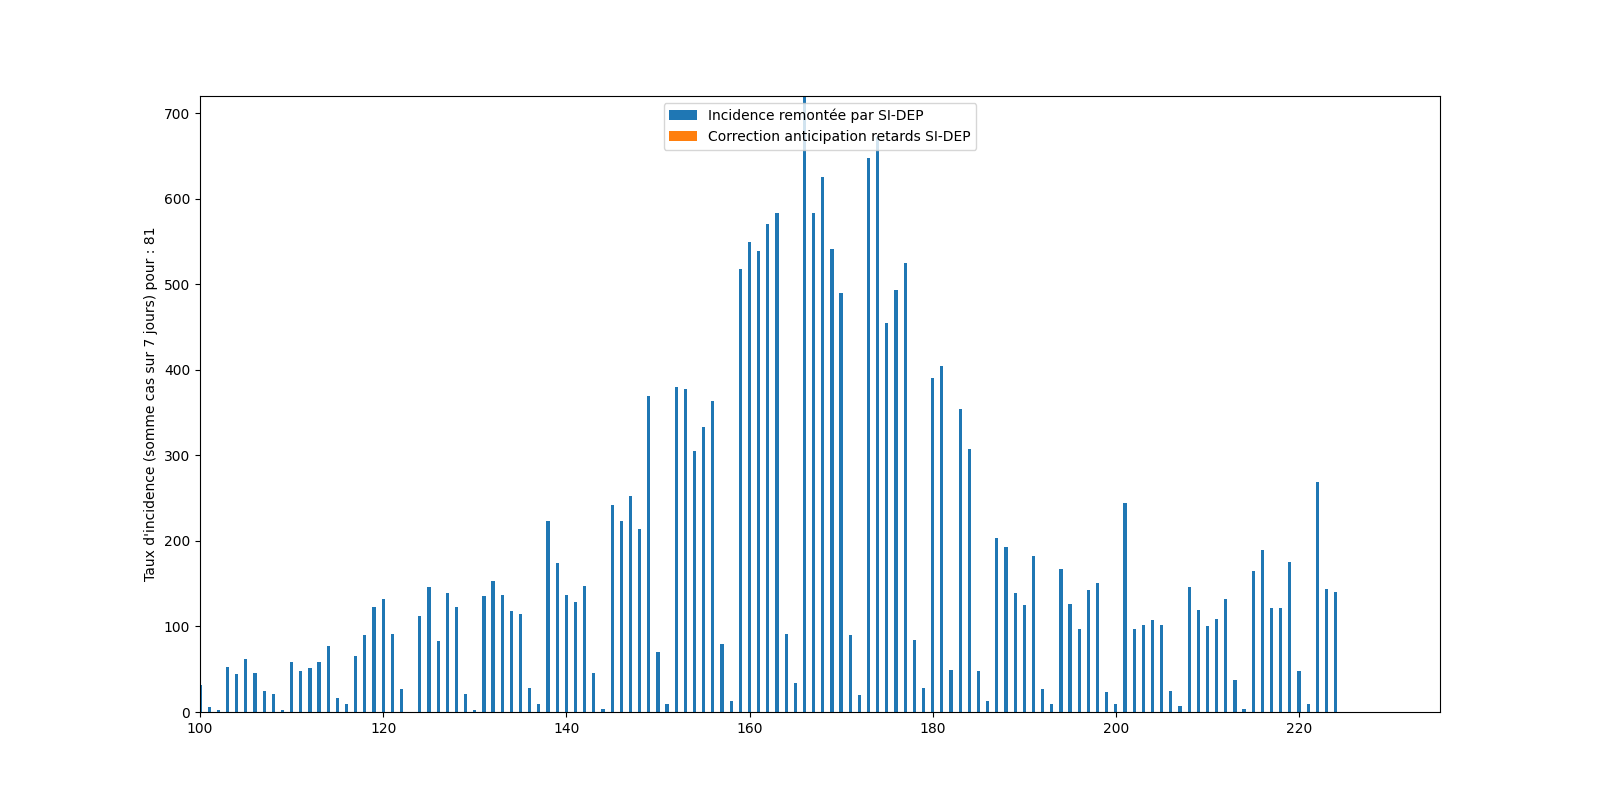 Incidence remontée par SI-DEP
Correction anticipation retards SI-DEP
Taux d'incidence (somme cas sur 7 jours) pour : 81
700
600
500
400
300
200
100
0
100 120 140 160 180 200 220